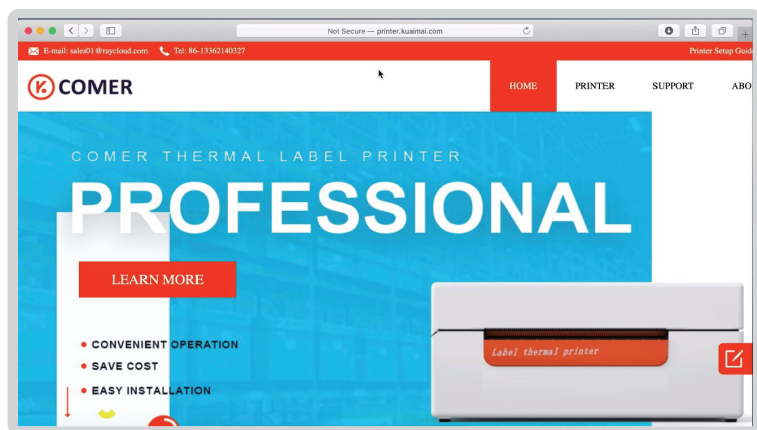 Not Secure — printer.kuaimai.com
E-mail: sales01@raycloud.com Tel: 86-13362140327
Printer Setup Guide
COMER
HOME PRINTER SUPPORT ABO
COMER THERMAL LABEL PRINTER
PROFESSIONAL
LEARN MORE
CONVENIENT OPERATION
SAVE COST
EASY INSTALLATION
Label thermal printer